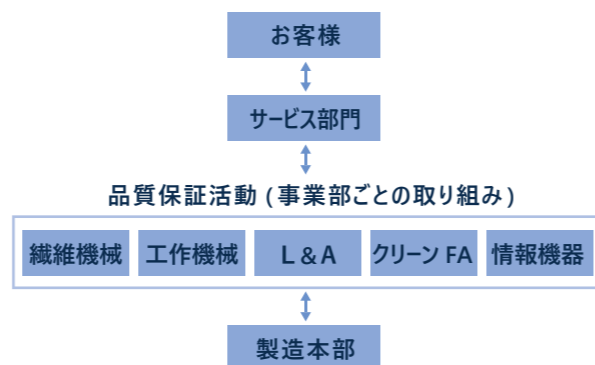 お客様
サービス部門
品質保証活動 (事業部ごとの取り組み)
繊維機械 工作機械 L&A クリーン FA 情報機器
製造本部